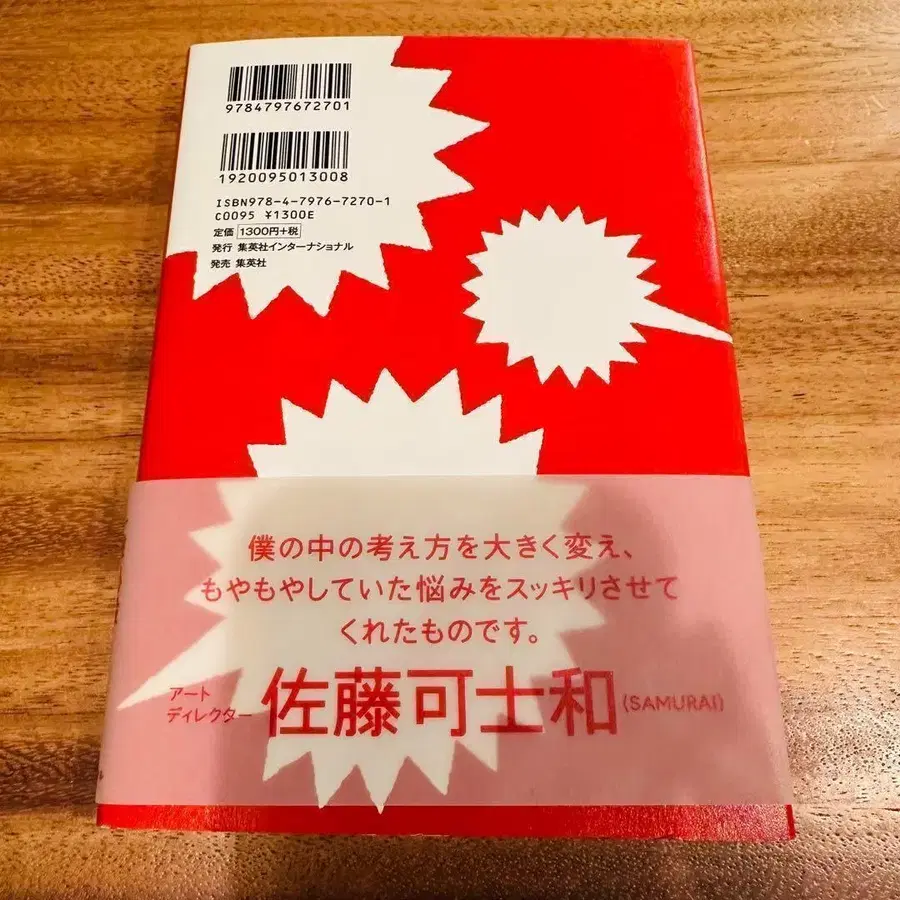 9784797672701
1920095013008
ISBN978-4-7976-7270-1
C0095 ¥1300E
定価 1300円+税
発行 集英社インターナショナル
発売 集英社
僕の中の考え方を大きく変え、
もやもやしていた悩みをスッキリさせて
くれたものです。
アート
ディレクター 佐藤可士和(SAMURAI)